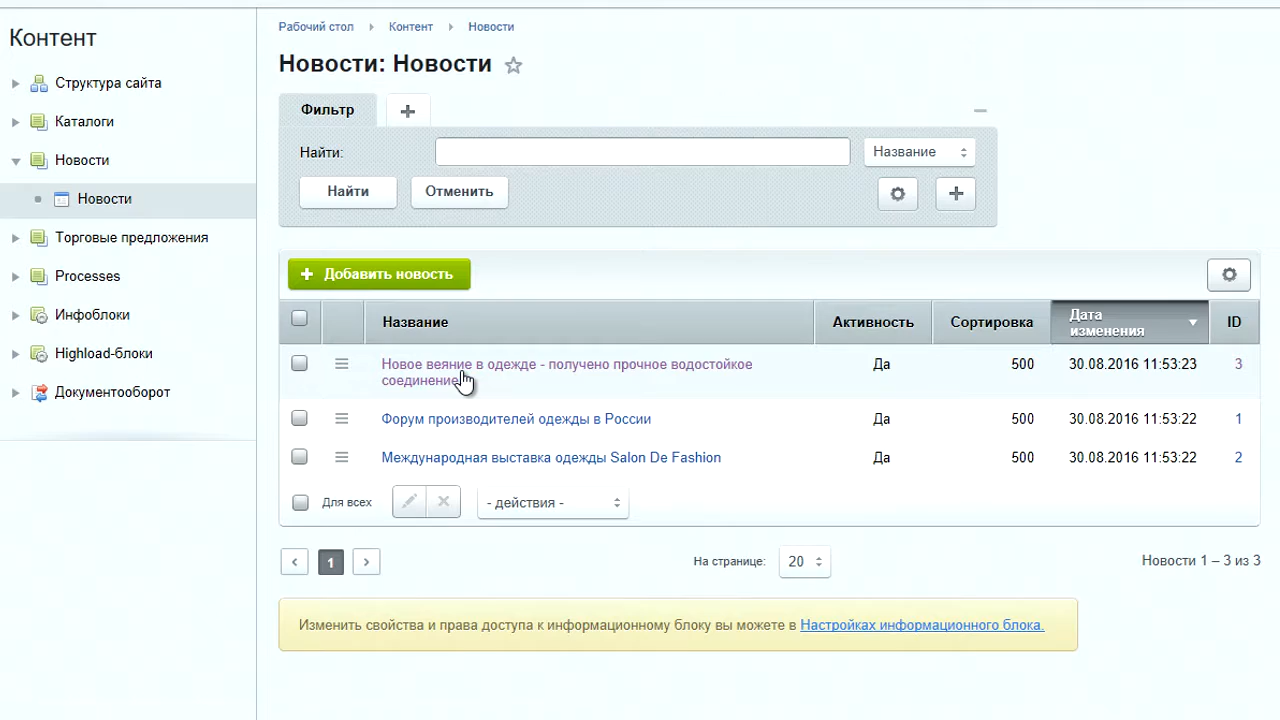 Контент
Структура сайта
Каталоги
Новости
Новости
Торговые предложения
Processes
Инфоблоки
Highload-блоки
Документооборот
Рабочий стол Контент Новости
Новости: Новости
Фильтр
Найти: Название
Найти Отменить
Добавить новость
Название Активность Сортировка Дата изменения ID
Новое веяние в одежде - получено прочное водостойкое
соединение Да 500 30.08.2016 11:53:23 3
Форум производителей одежды в России Да 500 30.08.2016 11:53:22 1
Международная выставка одежды Salon De Fashion Да 500 30.08.2016 11:53:22 2
Для всех - действия -
1 На странице: 20 Новости 1 – 3 из 3
Изменить свойства и права доступа к информационному блоку вы можете в Настройках информационного блока.